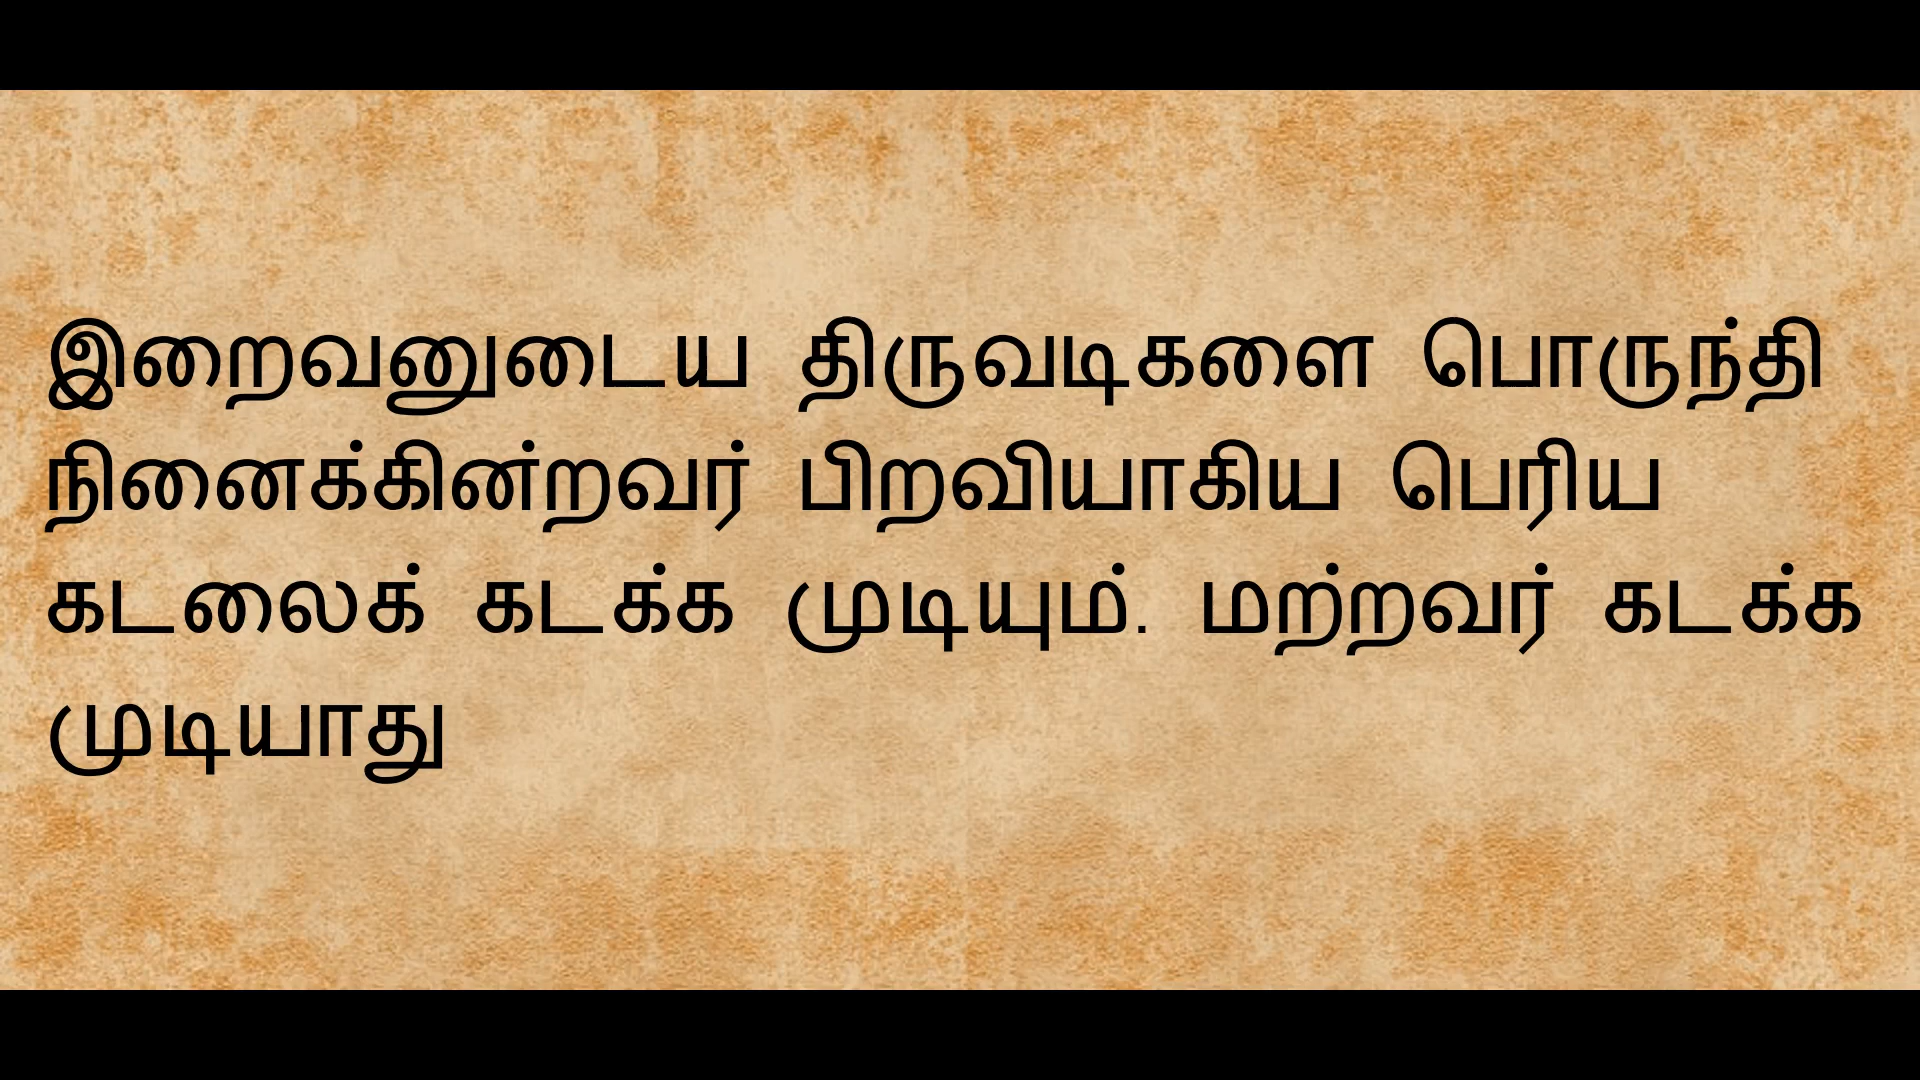 இறைவனுடைய திருவடிகளை பொருந்தி
நினைக்கின்றவர் பிறவியாகிய பெரிய
கடலைக் கடக்க முடியும். மற்றவர் கடக்க
முடியாது